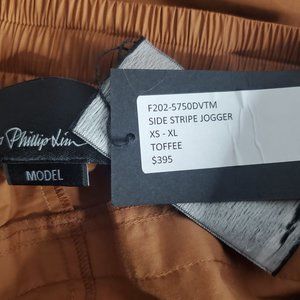 Phillip Lim
MODEL
F202-5750DVTM
SIDE STRIPE JOGGER
XS - XL
TOFFEE
$395